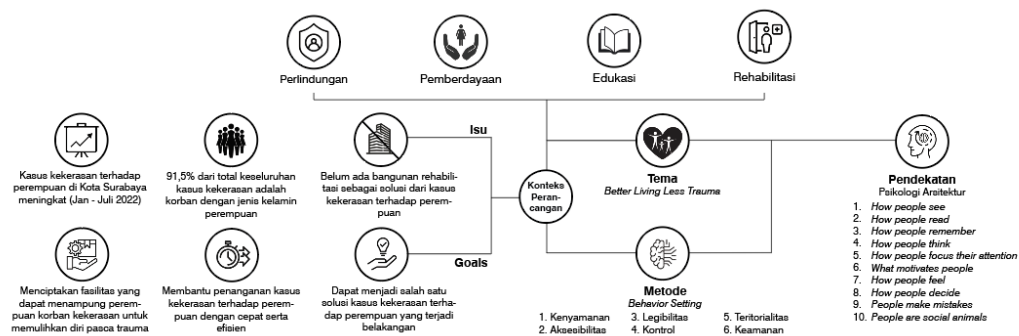 Perlindungan
Pemberdayaan
Edukasi
Rehabilitasi
Isu
Kasus kekerasan terhadap
perempuan di Kota Surabaya
meningkat (Jan - Juli 2022)
91,5% dari total keseluruhan
kasus kekerasan adalah
korban dengan jenis kelamin
perempuan
Belum ada bangunan rehabili-
tasi sebagai solusi dari kasus
kekerasan terhadap perem-
puan
Goals
Menciptakan fasilitas yang
dapat menampung perem-
puan korban kekerasan untuk
memulihkan diri pasca trauma
Membantu penanganan kasus
kekerasan terhadap perem-
puan dengan cepat serta
efisien
Dapat menjadi salah satu
solusi kasus kekerasan terha-
dap perempuan yang terjadi
belakangan
Konteks
Peran-
cangan
Tema
Better Living Less Trauma
Metode
Behavior Setting
1. Kenyamanan
2. Aksesibilitas
3. Legibilitas
4. Kontrol
5. Teritorialitas
6. Keamanan
Pendekatan
Psikologi Arsitektur
1. How people see
2. How people read
3. How people remember
4. How people think
5. How people focus their attention
6. What motivates people
7. How people feel
8. How people decide
9. People make mistakes
10. People are social animals